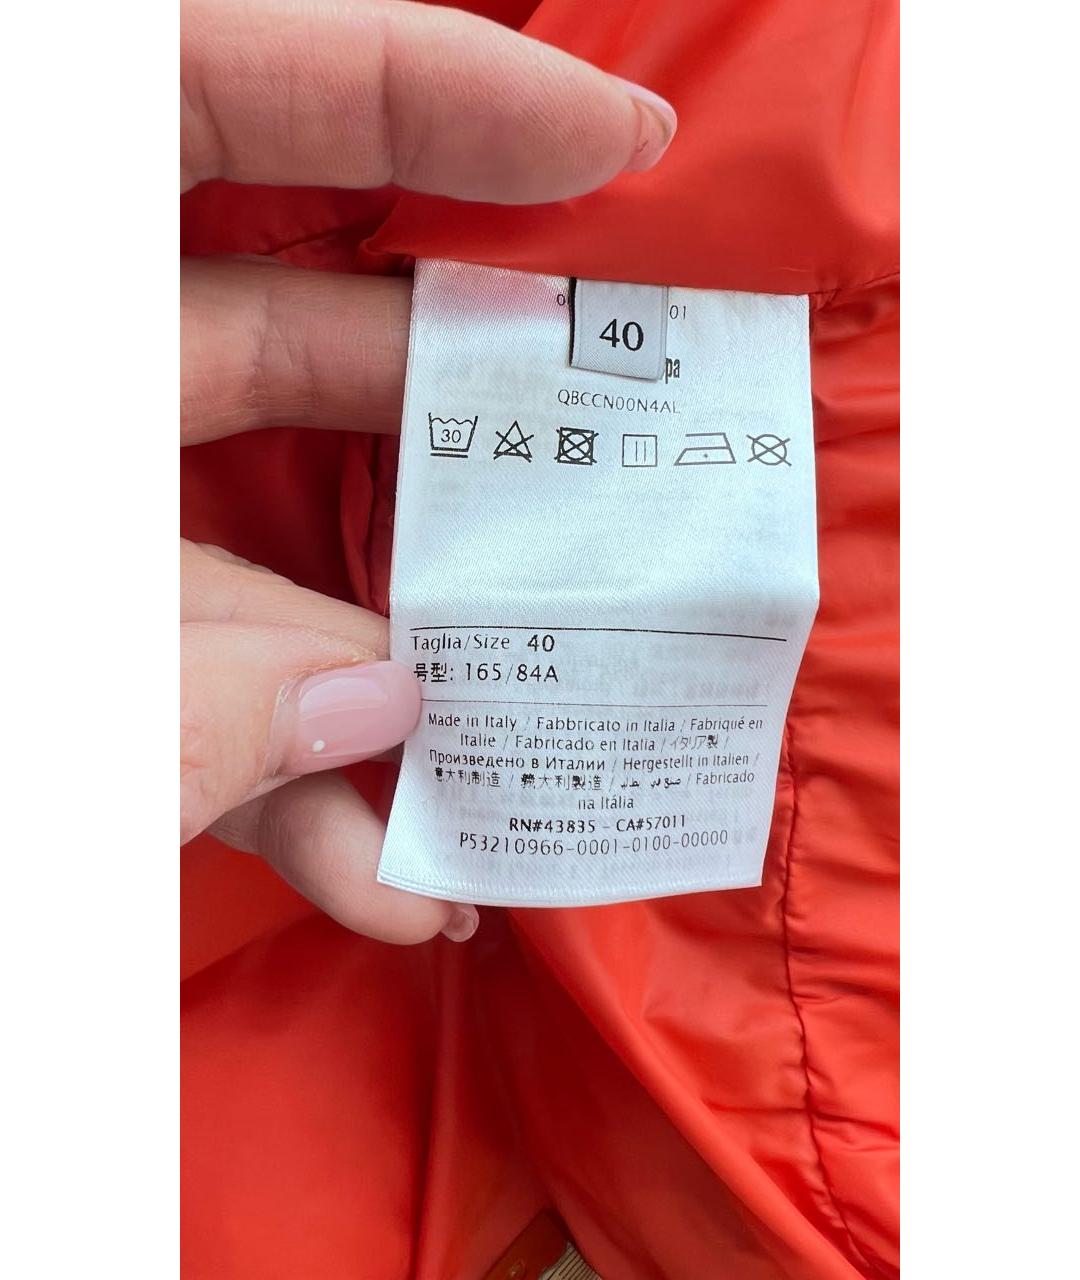 40
QBCCN00N4AL
30
Taglia/Size 40
号型: 165/84A
Made in Italy / Fabbricato in Italia / Fabriqué en
Italie / Fabricado en Italia / イタリア製 /
Произведено в Италии / Hergestellt in Italien /
意大利制造 / 義大利製造 / صنع في إيطاليا / Fabricado
na Itália
RN#43835 - CA#57011
P53210966-0001-0100-00000